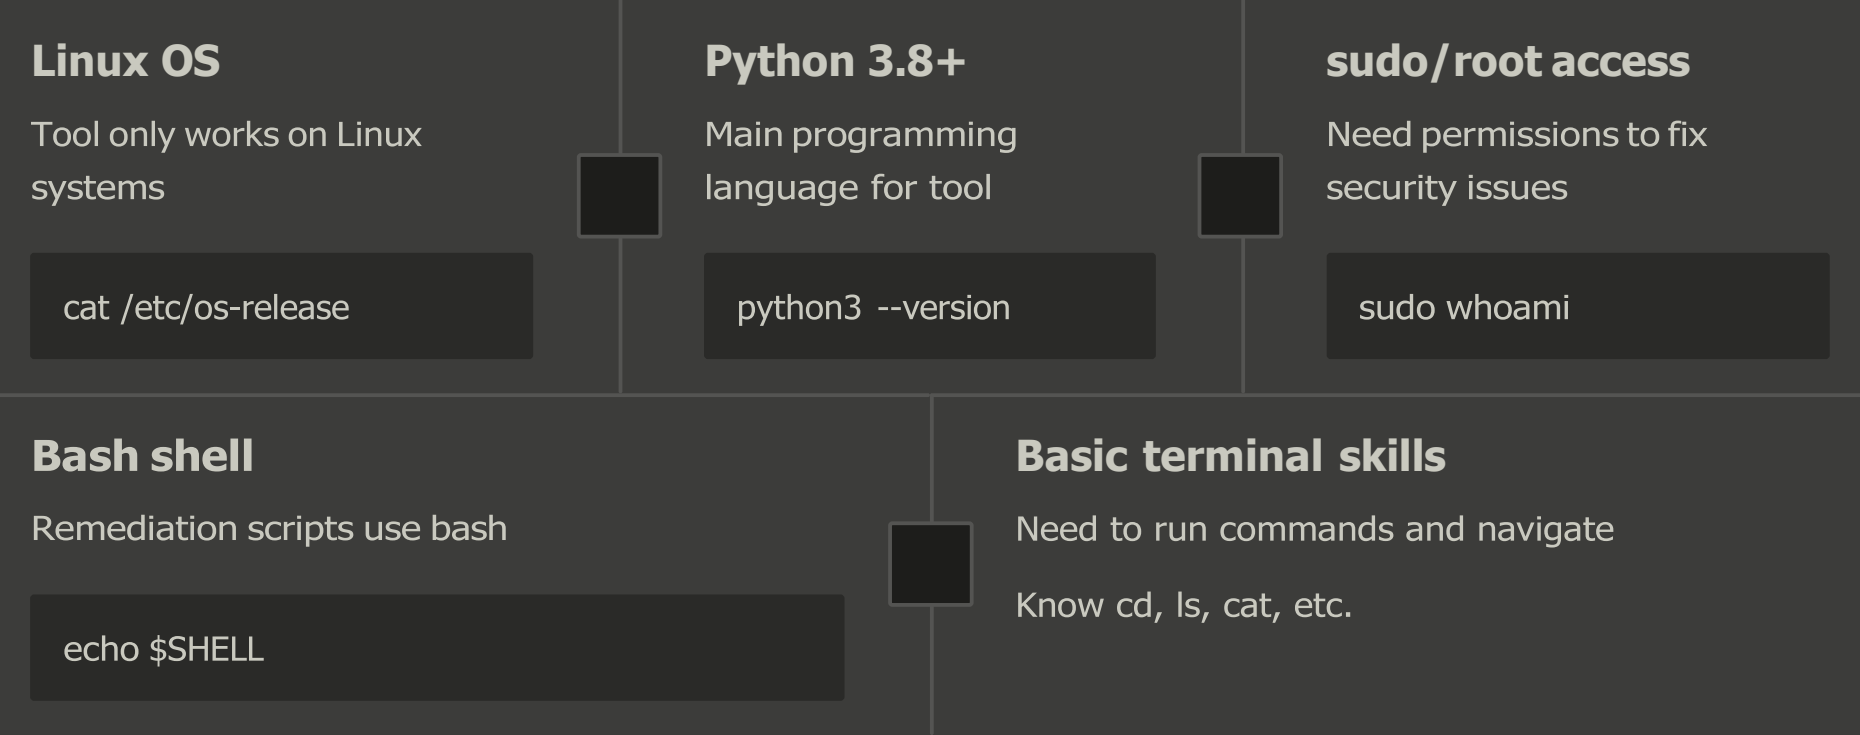 Linux OS
Tool only works on Linux
systems
cat /etc/os-release
Python 3.8+
Main programming
language for tool
python3 --version
sudo/root access
Need permissions to fix
security issues
sudo whoami
Bash shell
Remediation scripts use bash
echo $SHELL
Basic terminal skills
Need to run commands and navigate
Know cd, ls, cat, etc.